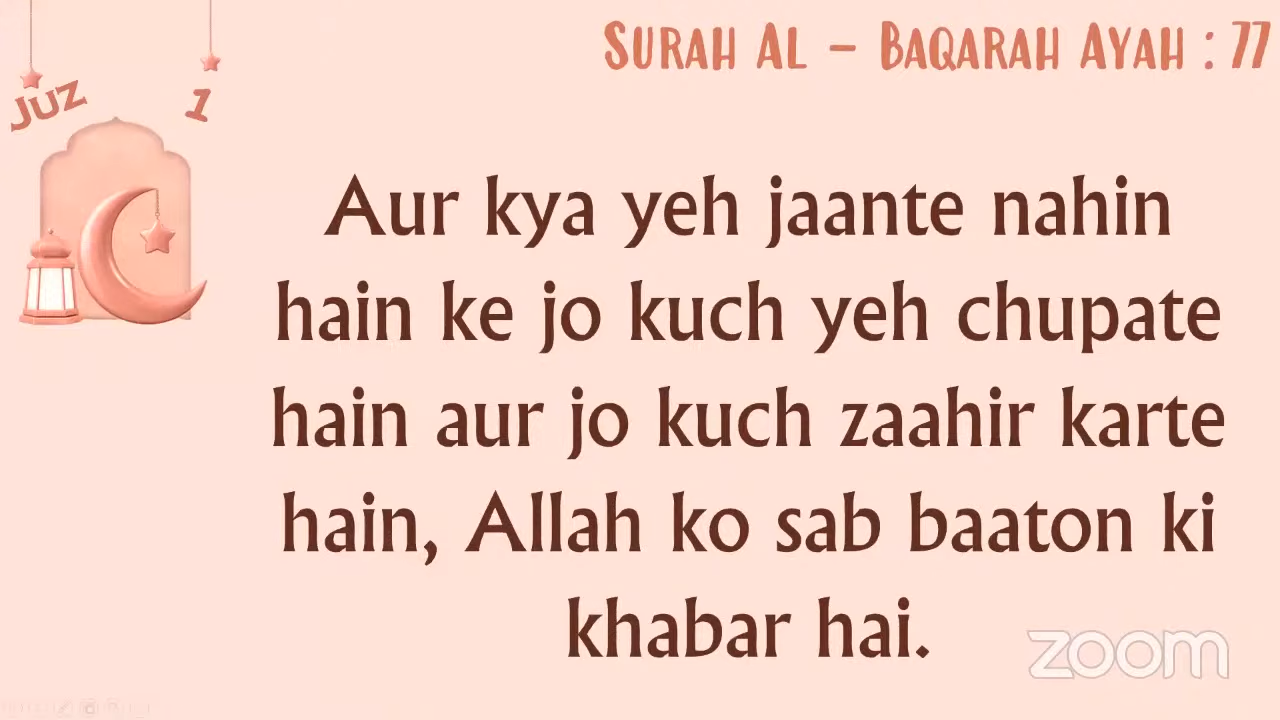 Surah Al - Baqarah Ayah : 77
Juz 1
Aur kya yeh jaante nahin
hain ke jo kuch yeh chupate
hain aur jo kuch zaahir karte
hain, Allah ko sab baaton ki
khabar hai.
zoom